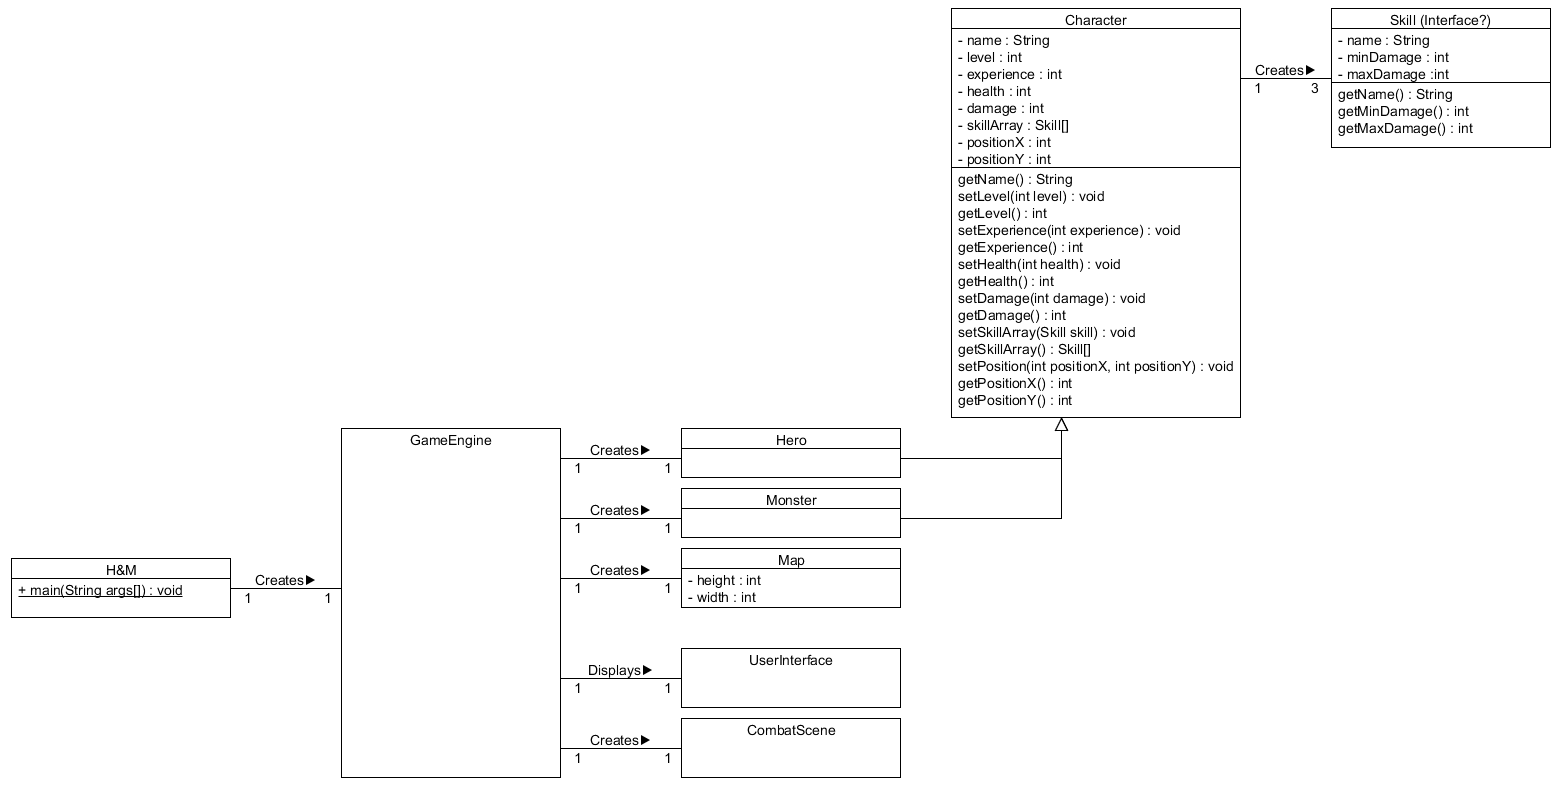 Character
- name : String
- level : int
- experience : int
- health : int
- damage : int
- skillArray : Skill[]
- positionX : int
- positionY : int
getName() : String
setLevel(int level) : void
getLevel() : int
setExperience(int experience) : void
getExperience() : int
setHealth(int health) : void
getHealth() : int
setDamage(int damage) : void
getDamage() : int
setSkillArray(Skill skill) : void
getSkillArray() : Skill[]
setPosition(int positionX, int positionY) : void
getPositionX() : int
getPositionY() : int
Creates
1 3
Skill (Interface?)
- name : String
- minDamage : int
- maxDamage :int
getName() : String
getMinDamage() : int
getMaxDamage() : int
H&M
+ main(String args[]) : void
Creates
1 1
GameEngine
Creates
1 1
Hero
Creates
1 1
Monster
Creates
1 1
Map
- height : int
- width : int
Displays
1 1
UserInterface
Creates
1 1
CombatScene